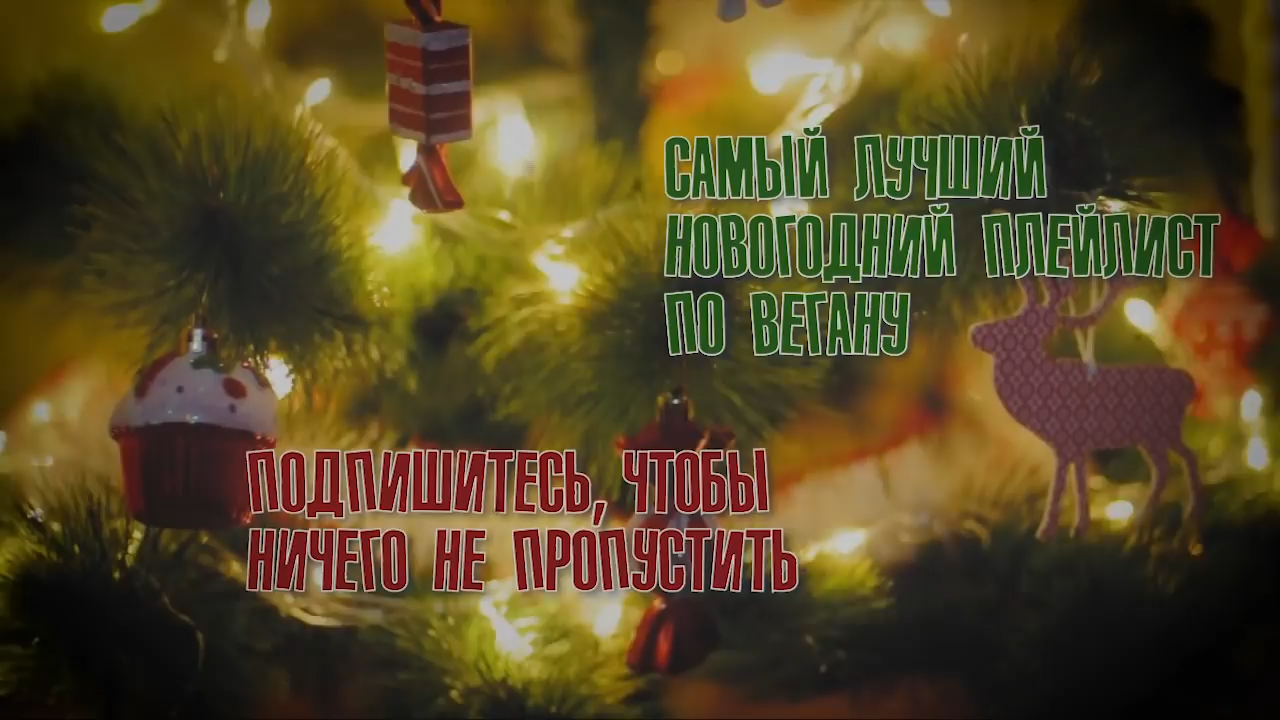 САМЫЙ ЛУЧШИЙ
НОВОГОДНИЙ ПЛЕЙЛИСТ
ПО ВЕГАНУ
ПОДПИШИТЕСЬ, ЧТОБЫ
НИЧЕГО НЕ ПРОПУСТИТЬ